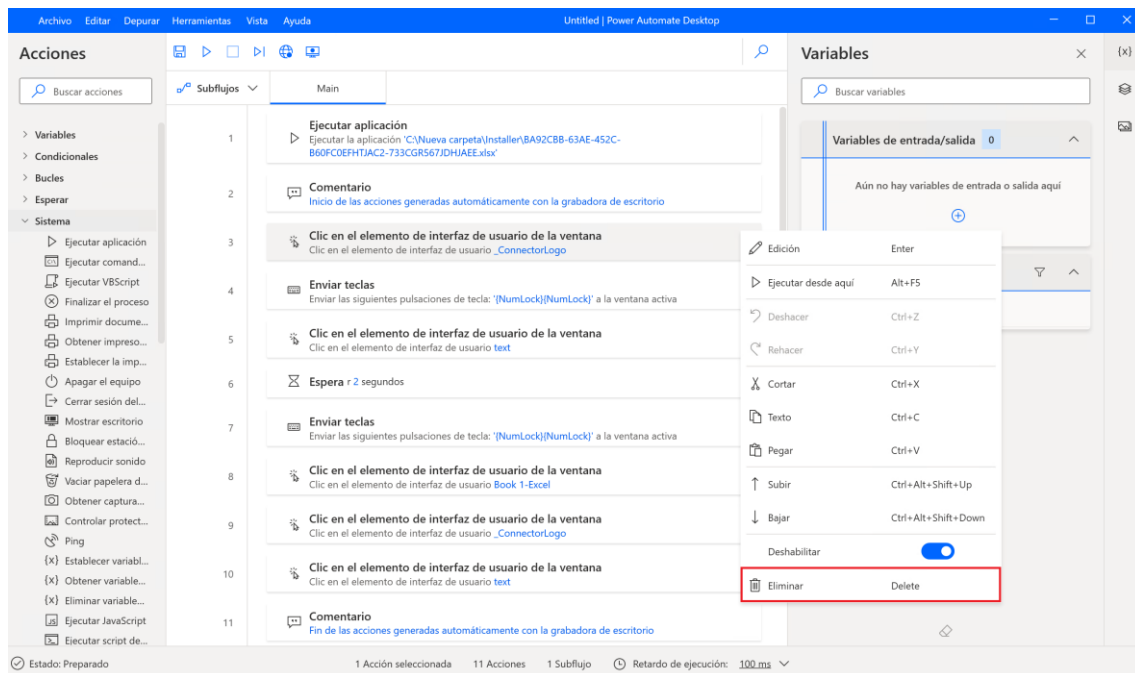 Archivo Editar Depurar Herramientas Vista Ayuda
Untitled | Power Automate Desktop
Acciones
Buscar acciones
Variables
Condicionales
Bucles
Esperar
Sistema
Ejecutar aplicación
Ejecutar comand...
Ejecutar VBScript
Finalizar el proceso
Imprimir docume...
Obtener impreso...
Establecer la imp...
Apagar el equipo
Cerrar sesión del...
Mostrar escritorio
Bloquear estació...
Reproducir sonido
Vaciar papelera d...
Obtener captura...
Controlar protect...
Ping
{x} Establecer variabl...
{x} Obtener variable...
{x} Eliminar variable...
Ejecutar JavaScript
Ejecutar script de...
Subflujos
Main
1
Ejecutar aplicación
Ejecutar la aplicación 'C:\Nueva carpeta\Installer\BA92CBB-63AE-452C-
B60FC0EFHTJAC2-733CGR567JDHJAEE.xlsx'
2
Comentario
Inicio de las acciones generadas automáticamente con la grabadora de escritorio
3
Clic en el elemento de interfaz de usuario de la ventana
Clic en el elemento de interfaz de usuario _ConnectorLogo
4
Enviar teclas
Enviar las siguientes pulsaciones de tecla: '{NumLock}{NumLock}' a la ventana activa
5
Clic en el elemento de interfaz de usuario de la ventana
Clic en el elemento de interfaz de usuario text
6
Espera r 2 segundos
7
Enviar teclas
Enviar las siguientes pulsaciones de tecla: '{NumLock}{NumLock}' a la ventana activa
8
Clic en el elemento de interfaz de usuario de la ventana
Clic en el elemento de interfaz de usuario Book 1-Excel
9
Clic en el elemento de interfaz de usuario de la ventana
Clic en el elemento de interfaz de usuario _ConnectorLogo
10
Clic en el elemento de interfaz de usuario de la ventana
Clic en el elemento de interfaz de usuario text
11
Comentario
Fin de las acciones generadas automáticamente con la grabadora de escritorio
Variables
{x}
Buscar variables
Variables de entrada/salida 0
Aún no hay variables de entrada o salida aquí
Edición Enter
Ejecutar desde aquí Alt+F5
Deshacer Ctrl+Z
Rehacer Ctrl+Y
Cortar Ctrl+X
Texto Ctrl+C
Pegar Ctrl+V
Subir Ctrl+Alt+Shift+Up
Bajar Ctrl+Alt+Shift+Down
Deshabilitar
Eliminar Delete
Estado: Preparado
1 Acción seleccionada 11 Acciones 1 Subflujo Retardo de ejecución: 100 ms